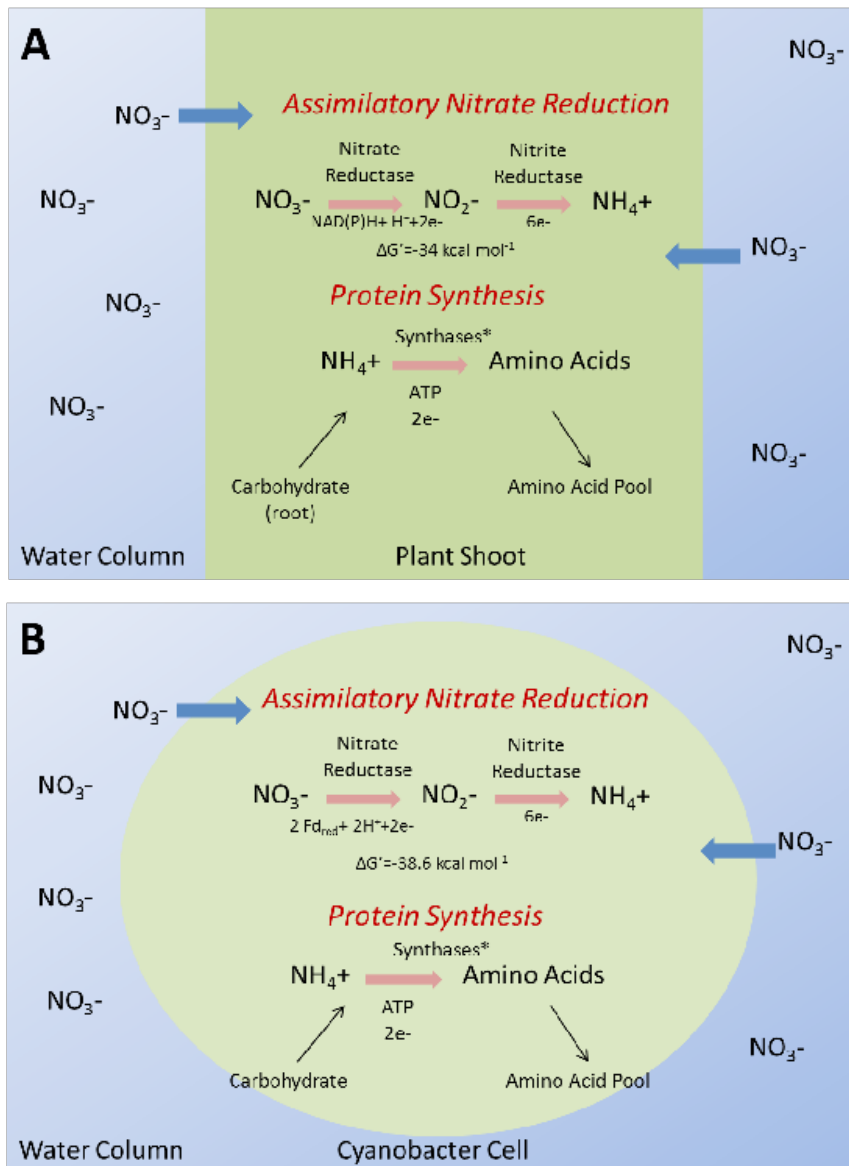 A
NO₃-
NO₃-
Assimilatory Nitrate Reduction
Nitrate
Reductase
Nitrite
Reductase
NO₃-
NO₃-
NO₂-
NH₄+
NAD(P)H+ H⁺+2e-
6e-
ΔG'=-34 kcal mol⁻¹
NO₃-
NO₃-
Protein Synthesis
Synthases*
NH₄+
Amino Acids
ATP
2e-
NO₃-
NO₃-
Carbohydrate
(root)
Amino Acid Pool
Water Column
Plant Shoot
B
NO₃-
NO₃-
Assimilatory Nitrate Reduction
Nitrate
Reductase
Nitrite
Reductase
NO₃-
NO₃-
NO₂-
NH₄+
2 Fd_red+ 2H⁺+2e-
6e-
NO₃-
ΔG'=-38.6 kcal mol⁻¹
NO₃-
Protein Synthesis
Synthases*
NH₄+
Amino Acids
NO₃-
ATP
2e-
NO₃-
Carbohydrate
Amino Acid Pool
Water Column
Cyanobacter Cell